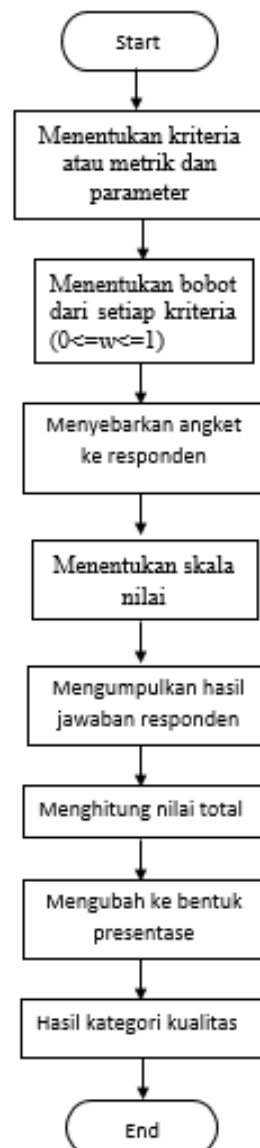 Start
Menentukan kriteria
atau metrik dan
parameter
Menentukan bobot
dari setiap kriteria
(0<=w<=1)
Menyebarkan angket
ke responden
Menentukan skala
nilai
Mengumpulkan hasil
jawaban responden
Menghitung nilai total
Mengubah ke bentuk
presentase
Hasil kategori kualitas
End